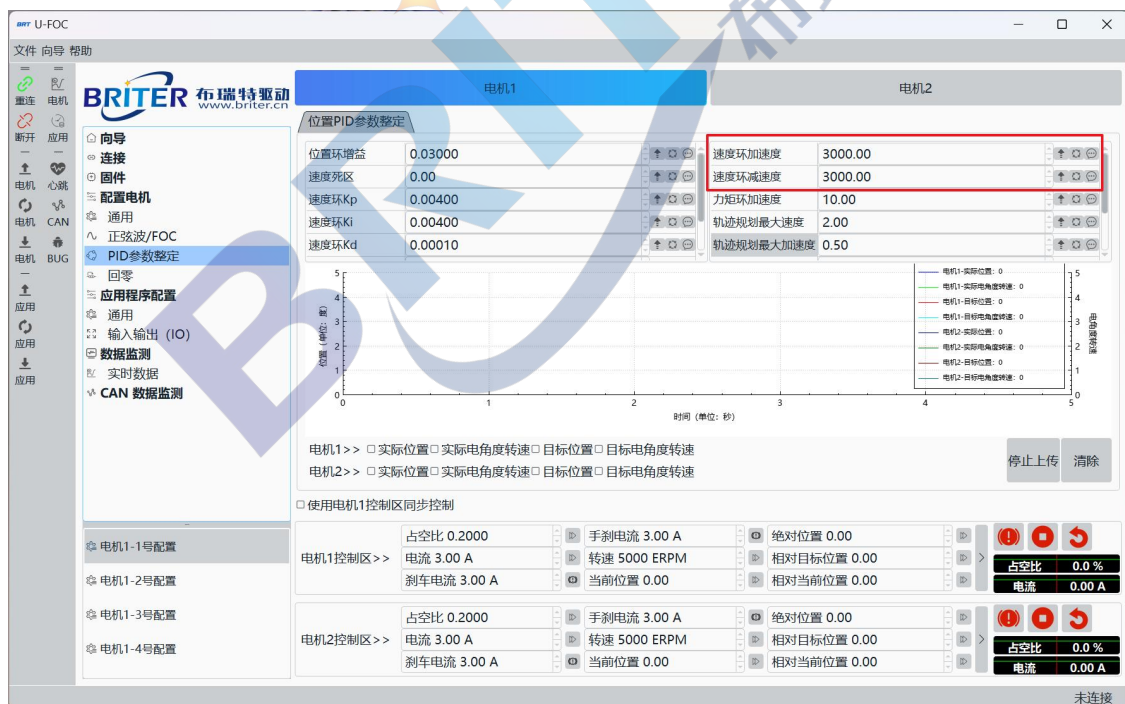 BRT U-FOC
文件 向导 帮助
重连 电机
断开 应用
电机 心跳
电机 CAN
电机 BUG
应用
应用
应用
BRITER 布瑞特驱动
www.briter.cn
向导
连接
固件
配置电机
通用
正弦波/FOC
PID参数整定
回零
应用程序配置
通用
输入输出（IO）
数据监测
实时数据
CAN 数据监测
电机1-1号配置
电机1-2号配置
电机1-3号配置
电机1-4号配置
电机1 电机2
位置PID参数整定
位置环增益 0.03000 速度环加速度 3000.00
速度死区 0.00 速度环减速度 3000.00
速度环Kp 0.00400 力矩环加速度 10.00
速度环Ki 0.00400 轨迹规划最大速度 2.00
速度环Kd 0.00010 轨迹规划最大加速度 0.50
位置（单位：度）
5 4 3 2 1 0
0 1 2 3 4 5
时间（单位：秒）
5 4 3 2 1 0
电角度转速
电机1-实际位置：0
电机1-实际电角度转速：0
电机1-目标位置：0
电机1-目标电角度转速：0
电机2-实际位置：0
电机2-实际电角度转速：0
电机2-目标位置：0
电机2-目标电角度转速：0
电机1>> 实际位置 实际电角度转速 目标位置 目标电角度转速
电机2>> 实际位置 实际电角度转速 目标位置 目标电角度转速
停止上传 清除
使用电机1控制区同步控制
电机1控制区>>
占空比 0.2000 手刹电流 3.00 A 绝对位置 0.00
电流 3.00 A 转速 5000 ERPM 相对目标位置 0.00
刹车电流 3.00 A 当前位置 0.00 相对当前位置 0.00
占空比 0.0 %
电流 0.00 A
电机2控制区>>
占空比 0.2000 手刹电流 3.00 A 绝对位置 0.00
电流 3.00 A 转速 5000 ERPM 相对目标位置 0.00
刹车电流 3.00 A 当前位置 0.00 相对当前位置 0.00
占空比 0.0 %
电流 0.00 A
未连接